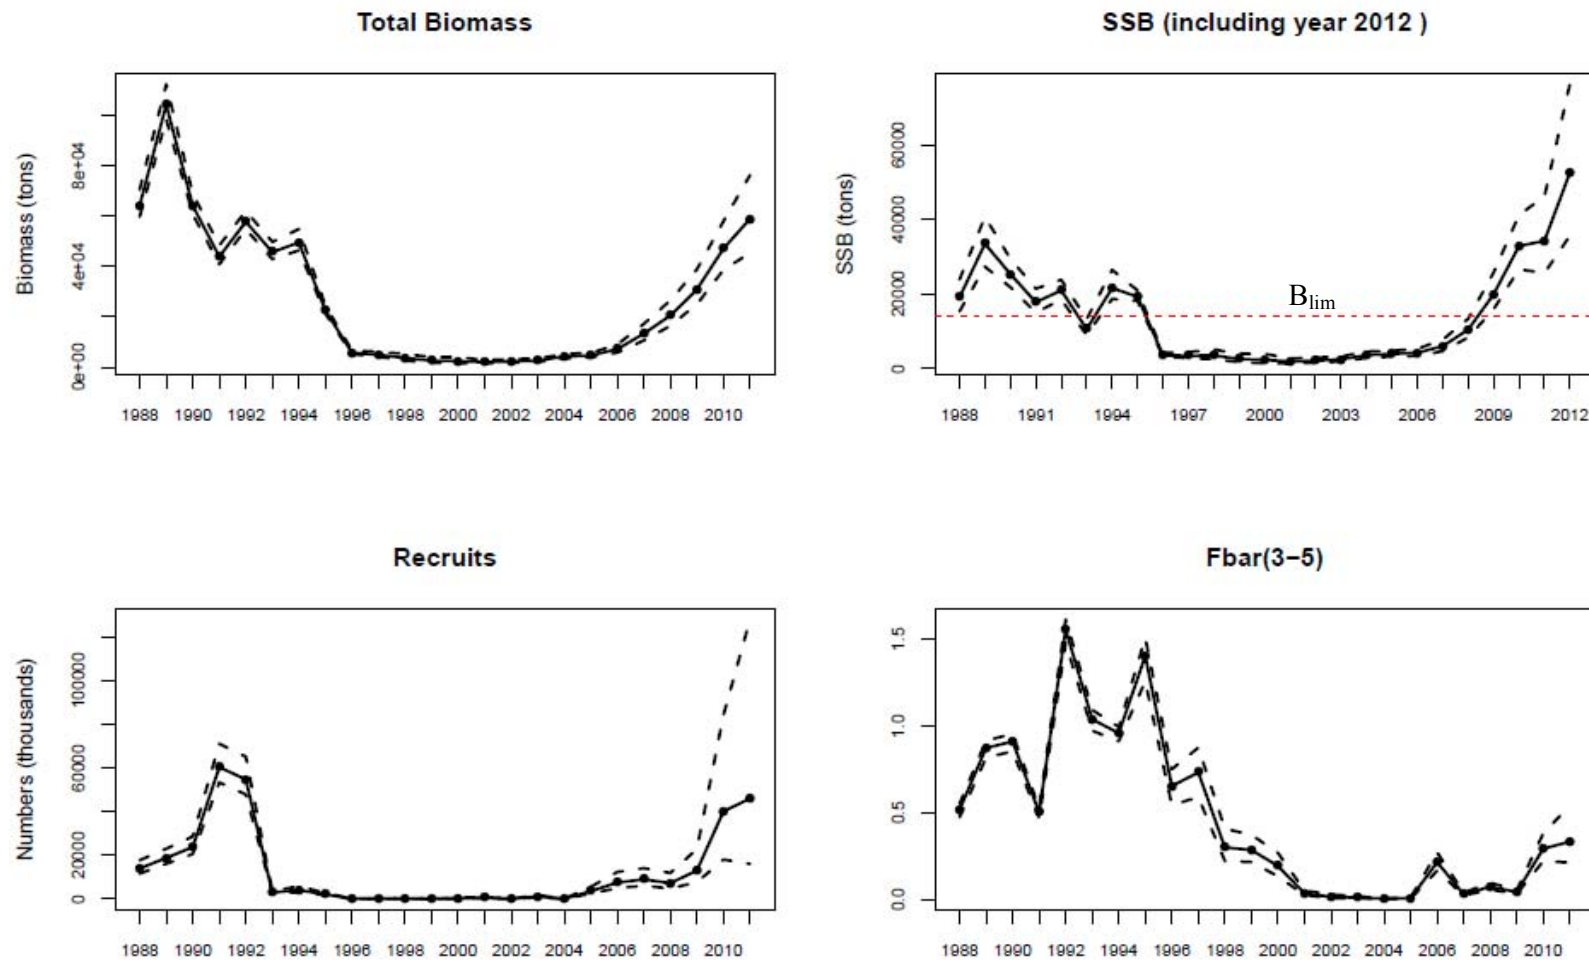 Total Biomass
Biomass (tons)
0e+00 4e+04 8e+04
1988 1990 1992 1994 1996 1998 2000 2002 2004 2006 2008 2010
SSB (including year 2012 )
SSB (tons)
0 20000 40000 60000
Blim
1988 1991 1994 1997 2000 2003 2006 2009 2012
Recruits
Numbers (thousands)
0 20000 60000 100000
1988 1990 1992 1994 1996 1998 2000 2002 2004 2006 2008 2010
Fbar(3−5)
0.0 0.5 1.0 1.5
1988 1990 1992 1994 1996 1998 2000 2002 2004 2006 2008 2010